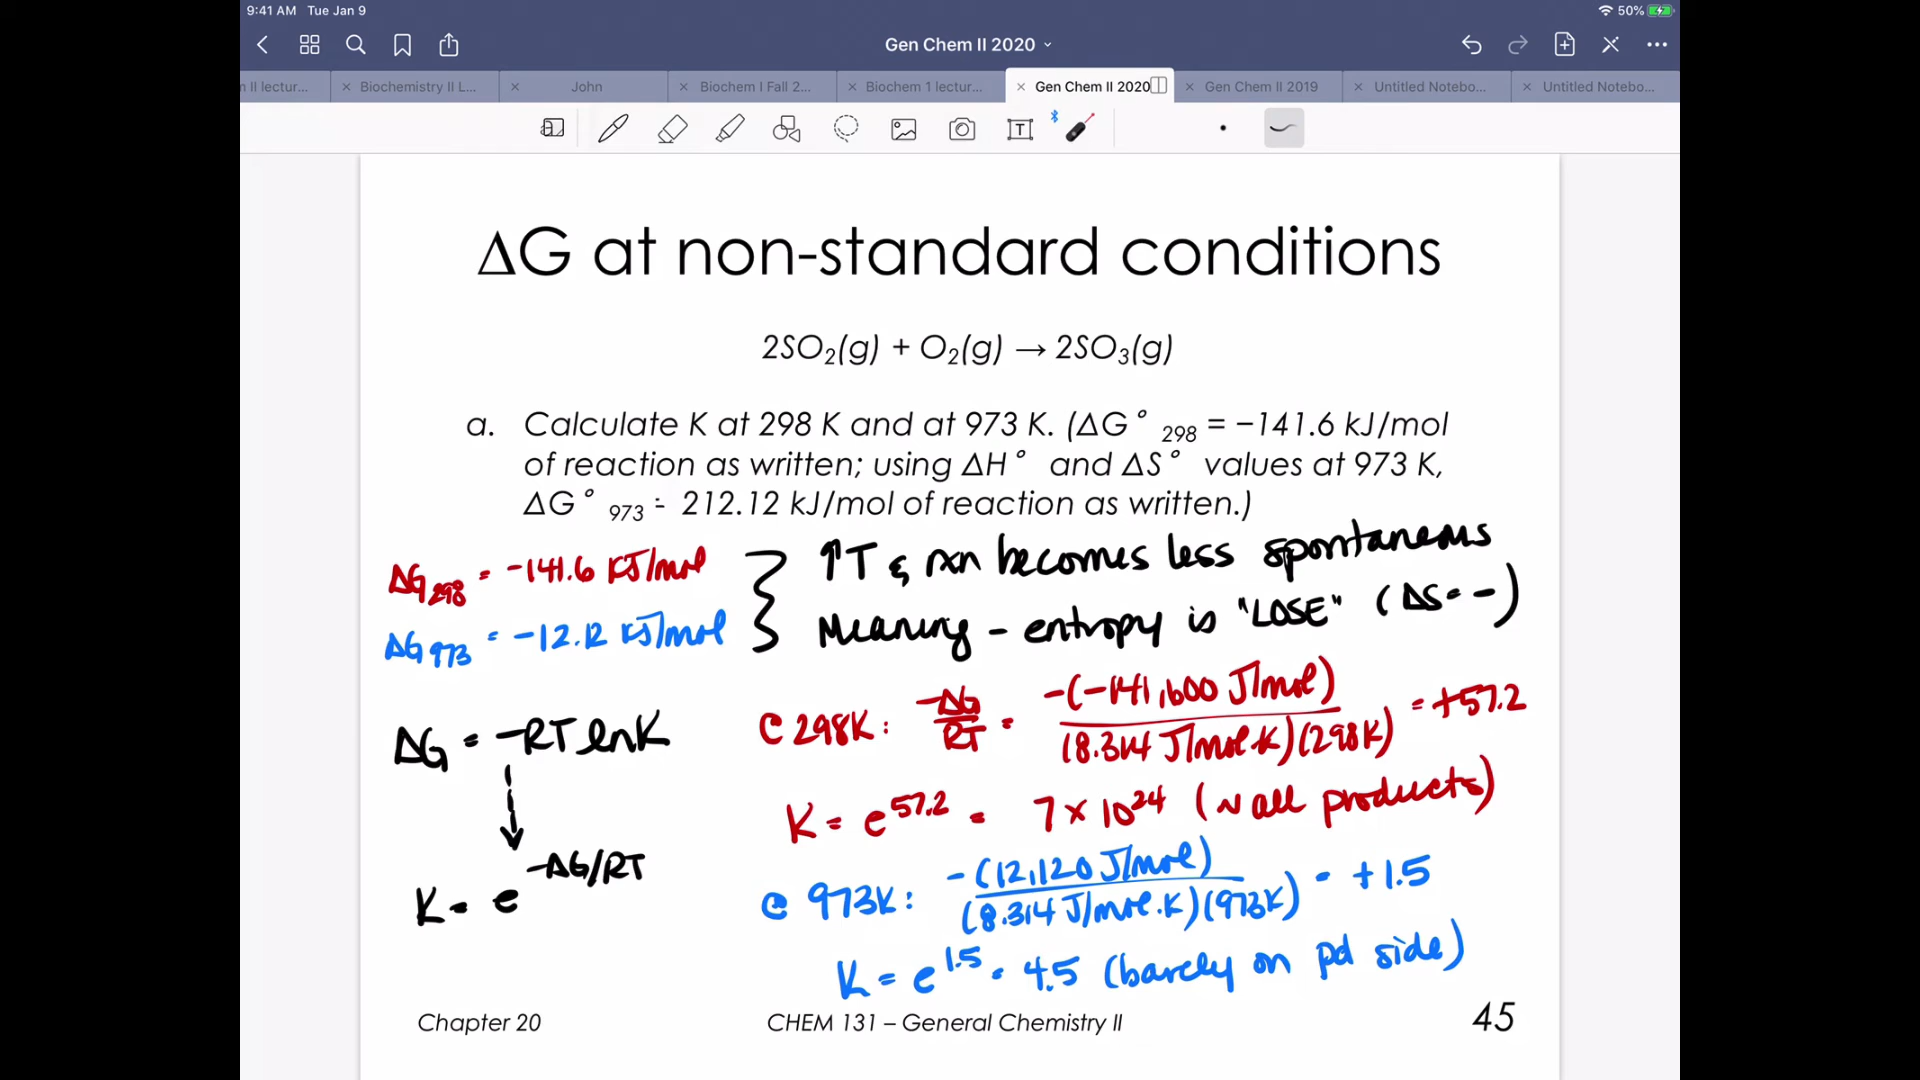 9:41 AM Tue Jan 9
50%
Gen Chem II 2020
m II lectur...
× Biochemistry II L...
× John
× Biochem I Fall 2...
× Biochem 1 lectur...
× Gen Chem II 2020
× Gen Chem II 2019
× Untitled Notebo...
× Untitled Notebo...
T
ΔG at non-standard conditions
2SO₂(g) + O₂(g) → 2SO₃(g)
a. Calculate K at 298 K and at 973 K. (ΔG° ₂₉₈ = −141.6 kJ/mol
of reaction as written; using ΔH° and ΔS° values at 973 K,
ΔG° ₉₇₃ = 212.12 kJ/mol of reaction as written.)
ΔG₂₉₈ = -141.6 KJ/mol
ΔG₉₇₃ = -12.12 KJ/mol
↑T & rxn becomes less spontaneous
Meaning - entropy is "LOSE" (ΔS = -)
ΔG = -RT lnK
K = e^-ΔG/RT
@ 298K: -ΔG/RT = -(-141,600 J/mol)/(8.314 J/mol·K)(298K) = +57.2
K = e^57.2 = 7 × 10^24 (~ all products)
@ 973K: -(12,120 J/mol)/(8.314 J/mol·K)(973K) = +1.5
K = e^1.5 = 4.5 (barely on pd side)
Chapter 20
CHEM 131 – General Chemistry II
45